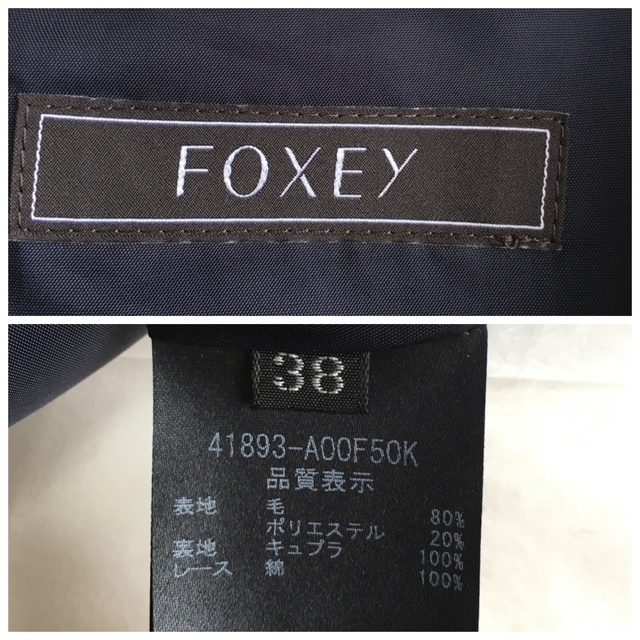 FOXEY
38
41893-A00F50K
品質表示
表地 毛 80%
ポリエステル 20%
裏地 キュプラ 100%
レース 綿 100%